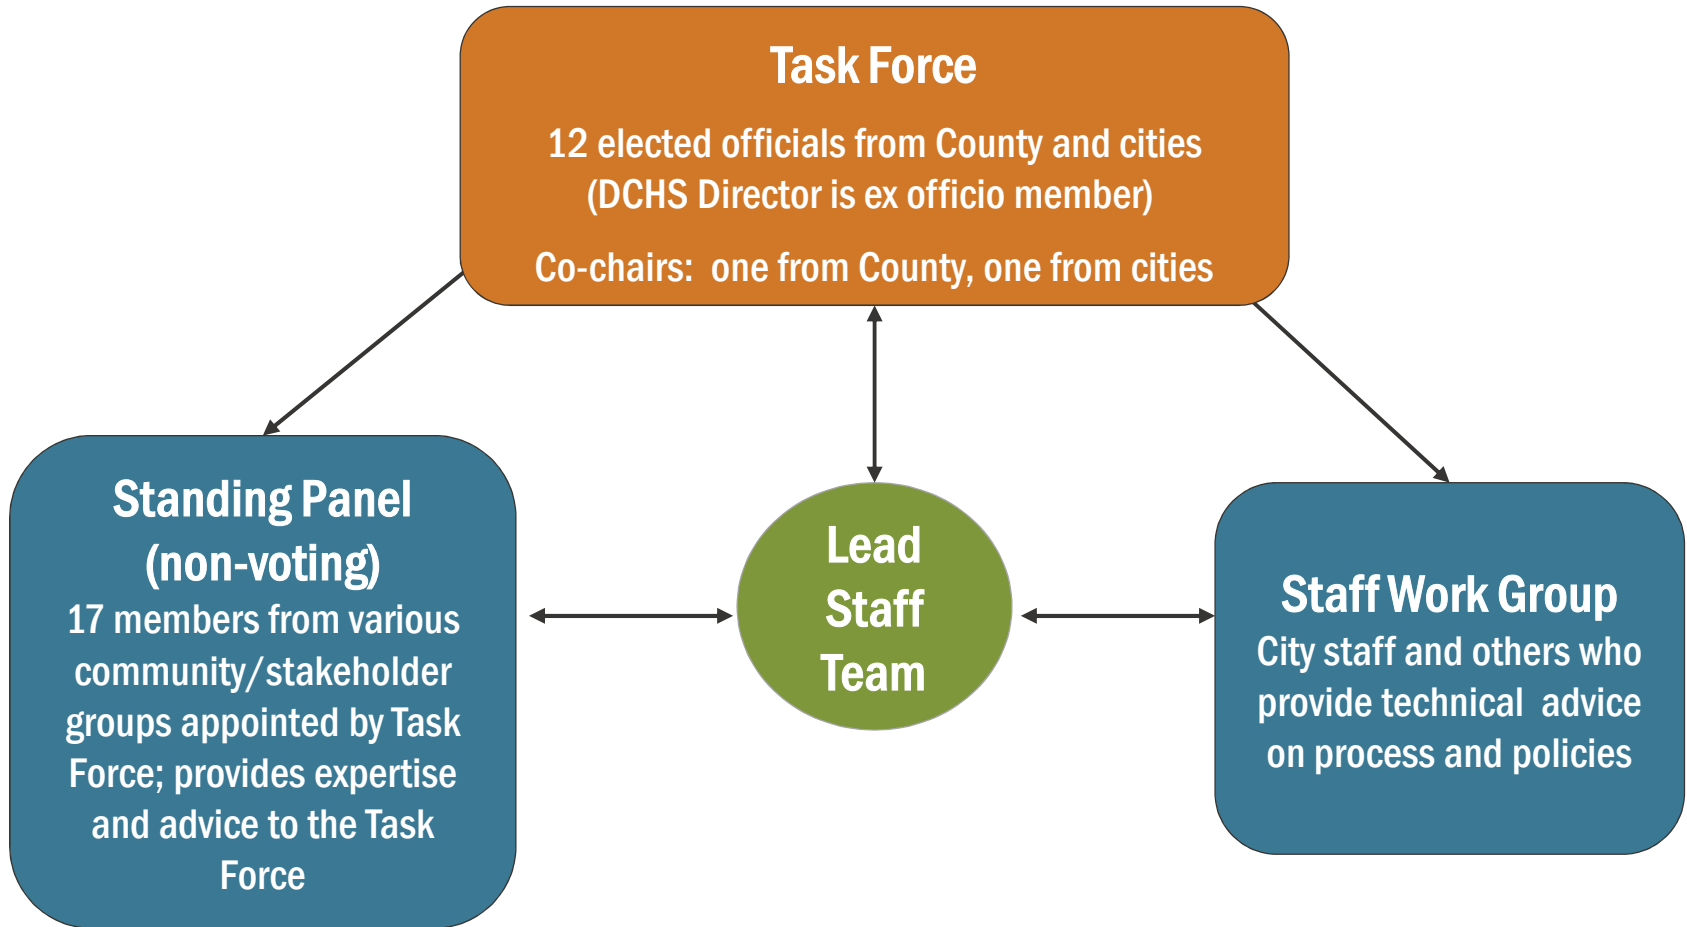 Task Force
12 elected officials from County and cities
(DCHS Director is ex officio member)
Co-chairs:  one from County, one from cities
Standing Panel
(non-voting)
17 members from various
community/stakeholder
groups appointed by Task
Force; provides expertise
and advice to the Task
Force
Lead
Staff
Team
Staff Work Group
City staff and others who
provide technical  advice
on process and policies